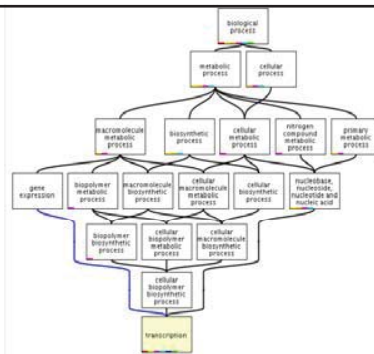 biological
process
metabolic
process
cellular
process
macromolecule
metabolic
process
biosynthetic
process
cellular
metabolic
process
nitrogen
compound
metabolic
process
primary
metabolic
process
gene
expression
biopolymer
metabolic
process
macromolecule
biosynthetic
process
cellular
macromolecule
metabolic
process
cellular
biosynthetic
process
nucleobase,
nucleoside,
nucleotide and
nucleic acid
biopolymer
biosynthetic
process
cellular
biopolymer
metabolic
process
cellular
macromolecule
biosynthetic
process
cellular
biopolymer
biosynthetic
process
transcription